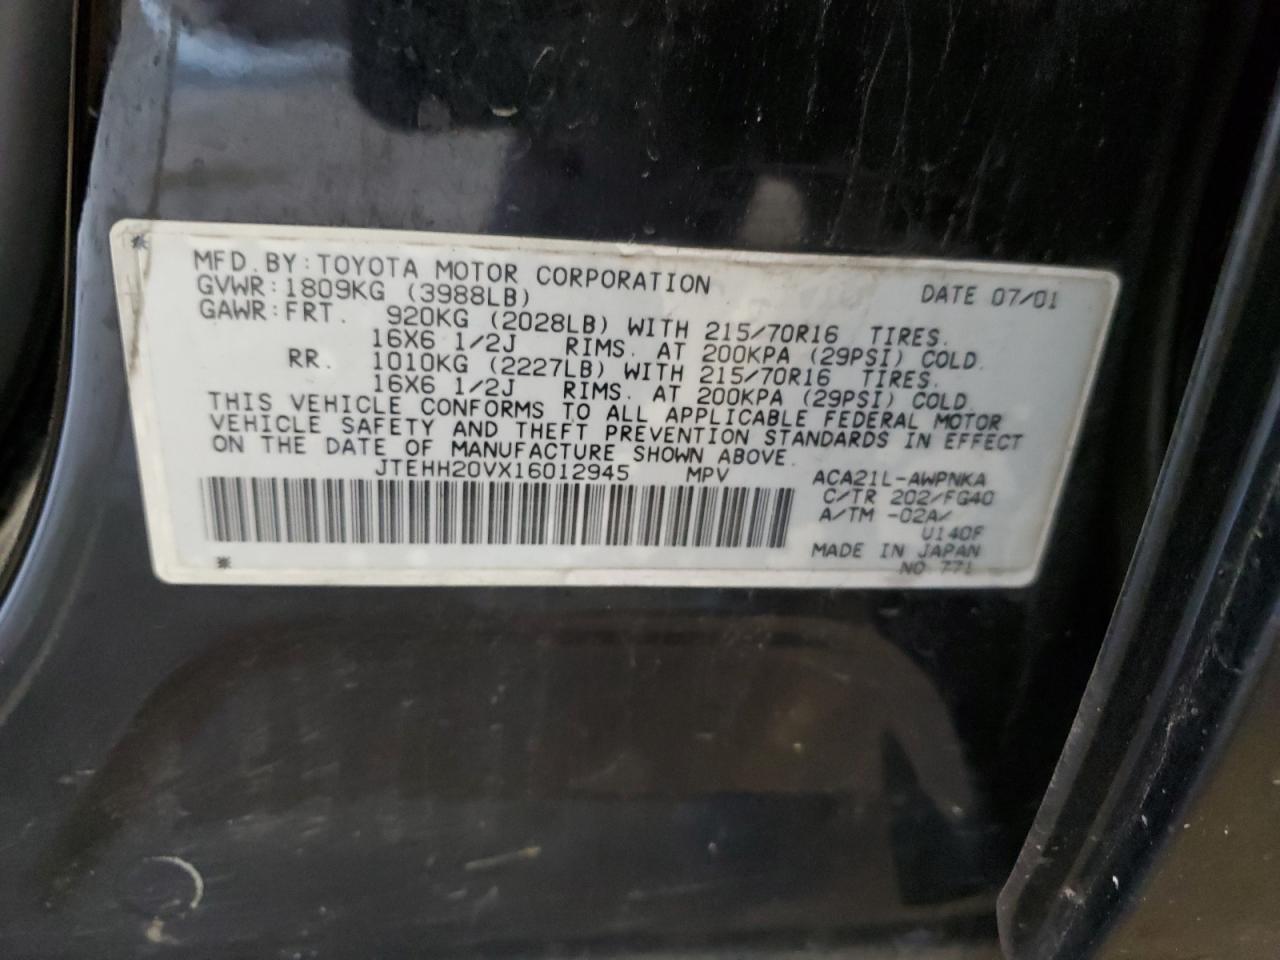 MFD. BY: TOYOTA MOTOR CORPORATION DATE 07/01
GVWR: 1809KG (3988LB)
GAWR: FRT. 920KG (2028LB) WITH 215/70R16 TIRES.
16X6 1/2J RIMS. AT 200KPA (29PSI) COLD.
RR. 1010KG (2227LB) WITH 215/70R16 TIRES.
16X6 1/2J RIMS. AT 200KPA (29PSI) COLD.
THIS VEHICLE CONFORMS TO ALL APPLICABLE FEDERAL MOTOR
VEHICLE SAFETY AND THEFT PREVENTION STANDARDS IN EFFECT
ON THE DATE OF MANUFACTURE SHOWN ABOVE.
JTEHH20VX16012945 MPV ACA21L-AWPNKA
C/TR 202/FG40
A/TM -02A/
U140F
MADE IN JAPAN
NO. 771